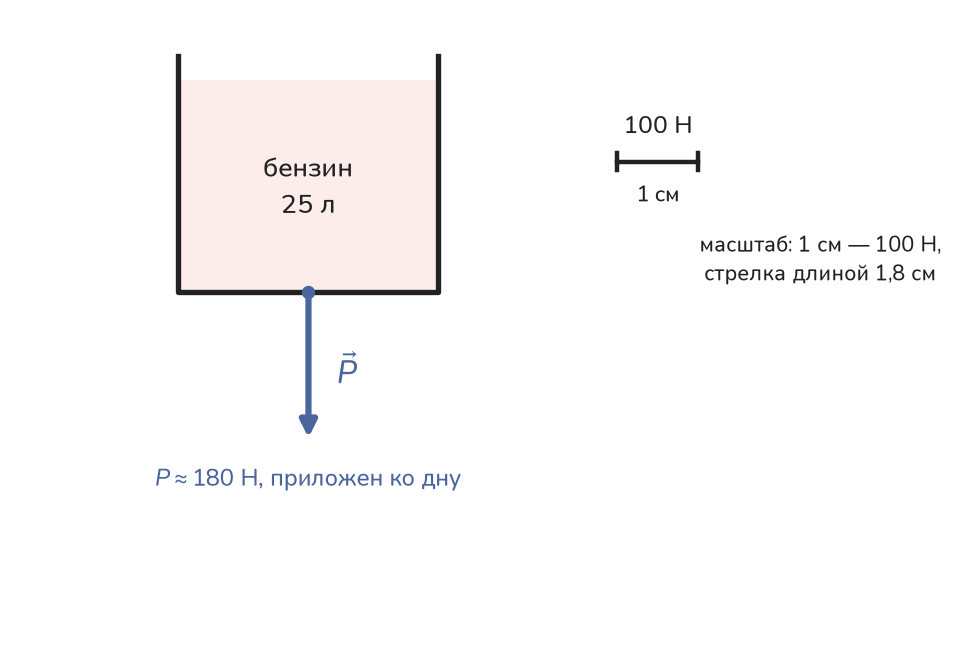 бензин
25 л
100 Н
1 см
масштаб: 1 см — 100 Н,
стрелка длиной 1,8 см
P⃗
P ≈ 180 Н, приложен ко дну